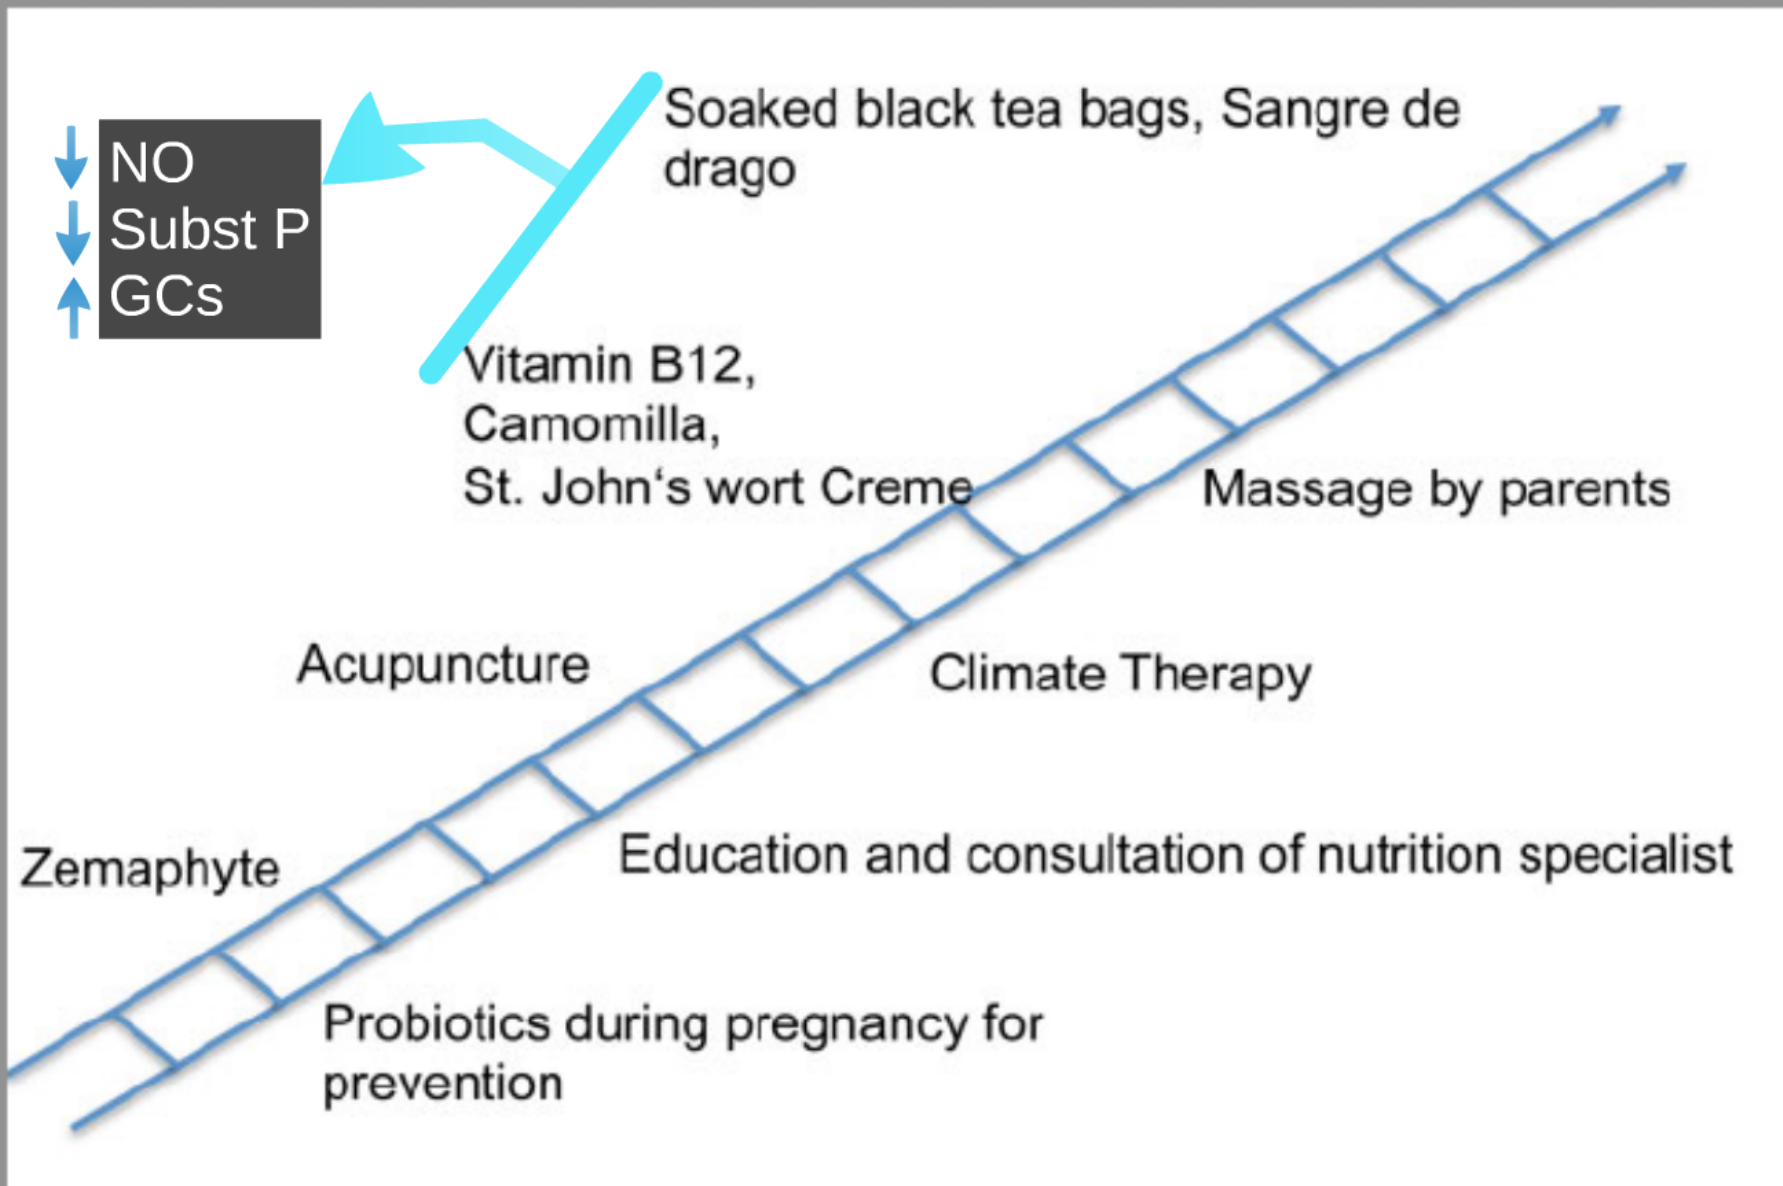 Soaked black tea bags, Sangre de
drago
NO
Subst P
GCs
Vitamin B12,
Camomilla,
St. John‘s wort Creme
Massage by parents
Acupuncture
Climate Therapy
Zemaphyte
Education and consultation of nutrition specialist
Probiotics during pregnancy for
prevention